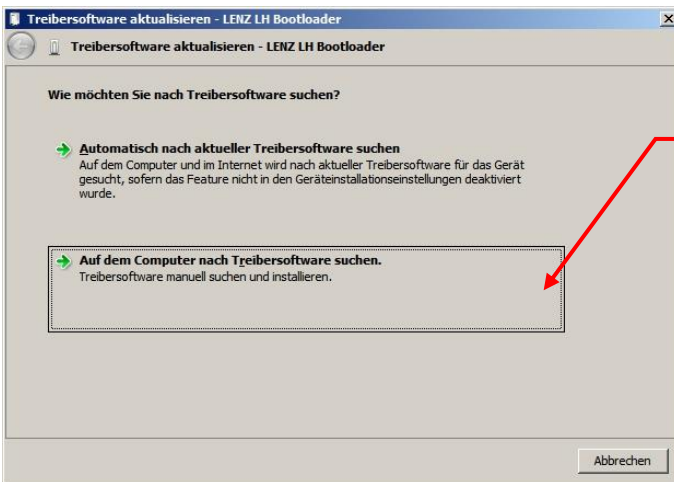 Treibersoftware aktualisieren - LENZ LH Bootloader
Treibersoftware aktualisieren - LENZ LH Bootloader
Wie möchten Sie nach Treibersoftware suchen?
Automatisch nach aktueller Treibersoftware suchen
Auf dem Computer und im Internet wird nach aktueller Treibersoftware für das Gerät
gesucht, sofern das Feature nicht in den Geräteinstallationseinstellungen deaktiviert
wurde.
Auf dem Computer nach Treibersoftware suchen.
Treibersoftware manuell suchen und installieren.
Abbrechen